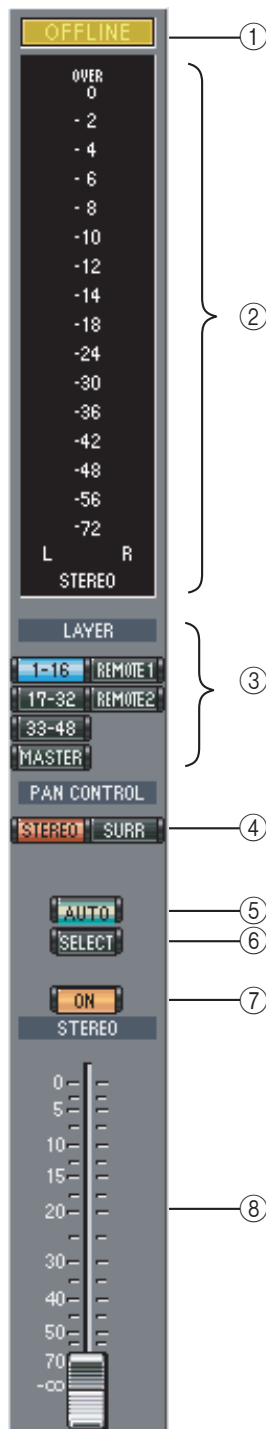 OFFLINE
①
OVER
0
- 2
- 4
- 6
- 8
-10
-12
-14
-18
-24
-30
-36
-42
-48
-56
-72
L R
STEREO
②
LAYER
1-16 REMOTE1
17-32 REMOTE2
33-48
MASTER
③
PAN CONTROL
STEREO SURR
④
AUTO
⑤
SELECT
⑥
ON
⑦
STEREO
0
5
10
15
20
30
40
50
70
-∞
⑧